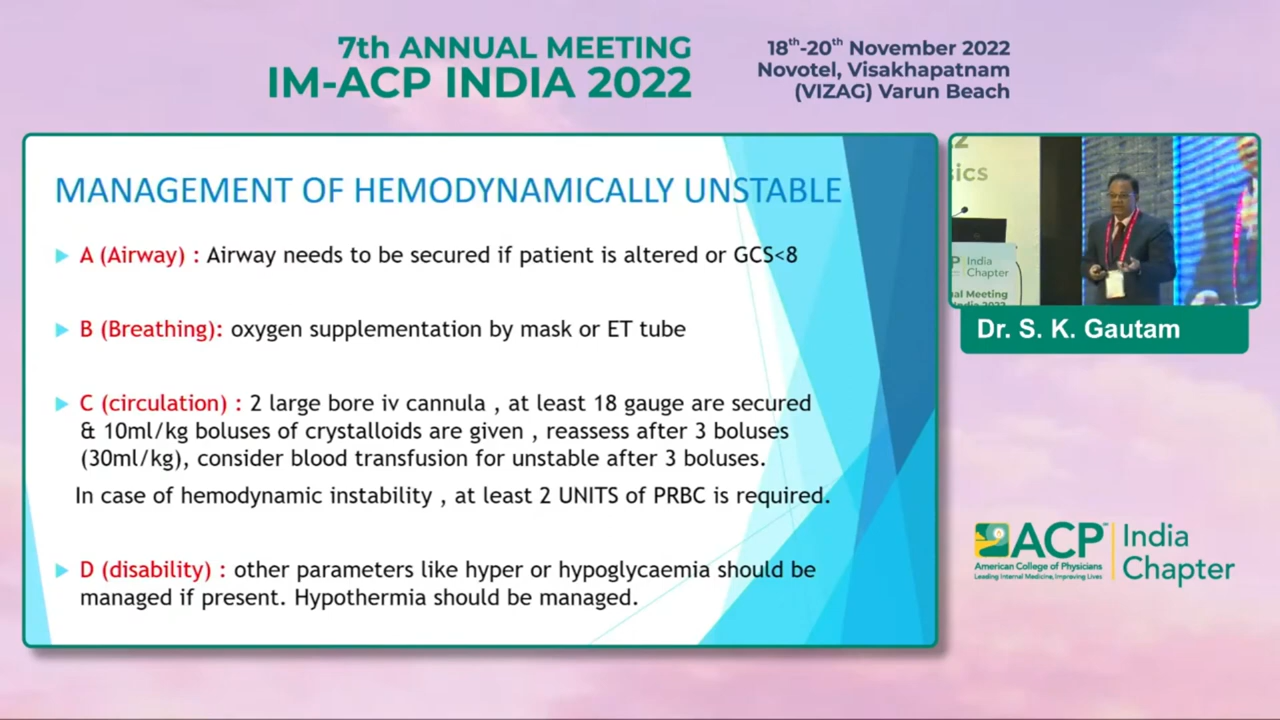 7th ANNUAL MEETING
IM-ACP INDIA 2022
18th-20th November 2022
Novotel, Visakhapatnam
(VIZAG) Varun Beach
MANAGEMENT OF HEMODYNAMICALLY UNSTABLE
A (Airway) : Airway needs to be secured if patient is altered or GCS<8
B (Breathing): oxygen supplementation by mask or ET tube
C (circulation) : 2 large bore iv cannula , at least 18 gauge are secured
& 10ml/kg boluses of crystalloids are given , reassess after 3 boluses
(30ml/kg), consider blood transfusion for unstable after 3 boluses.
In case of hemodynamic instability , at least 2 UNITS of PRBC is required.
D (disability) : other parameters like hyper or hypoglycaemia should be
managed if present. Hypothermia should be managed.
sics
P India
Chapter
al Meeting
Dr. S. K. Gautam
ACP
American College of Physicians
Leading Internal Medicine, Improving Lives
India
Chapter